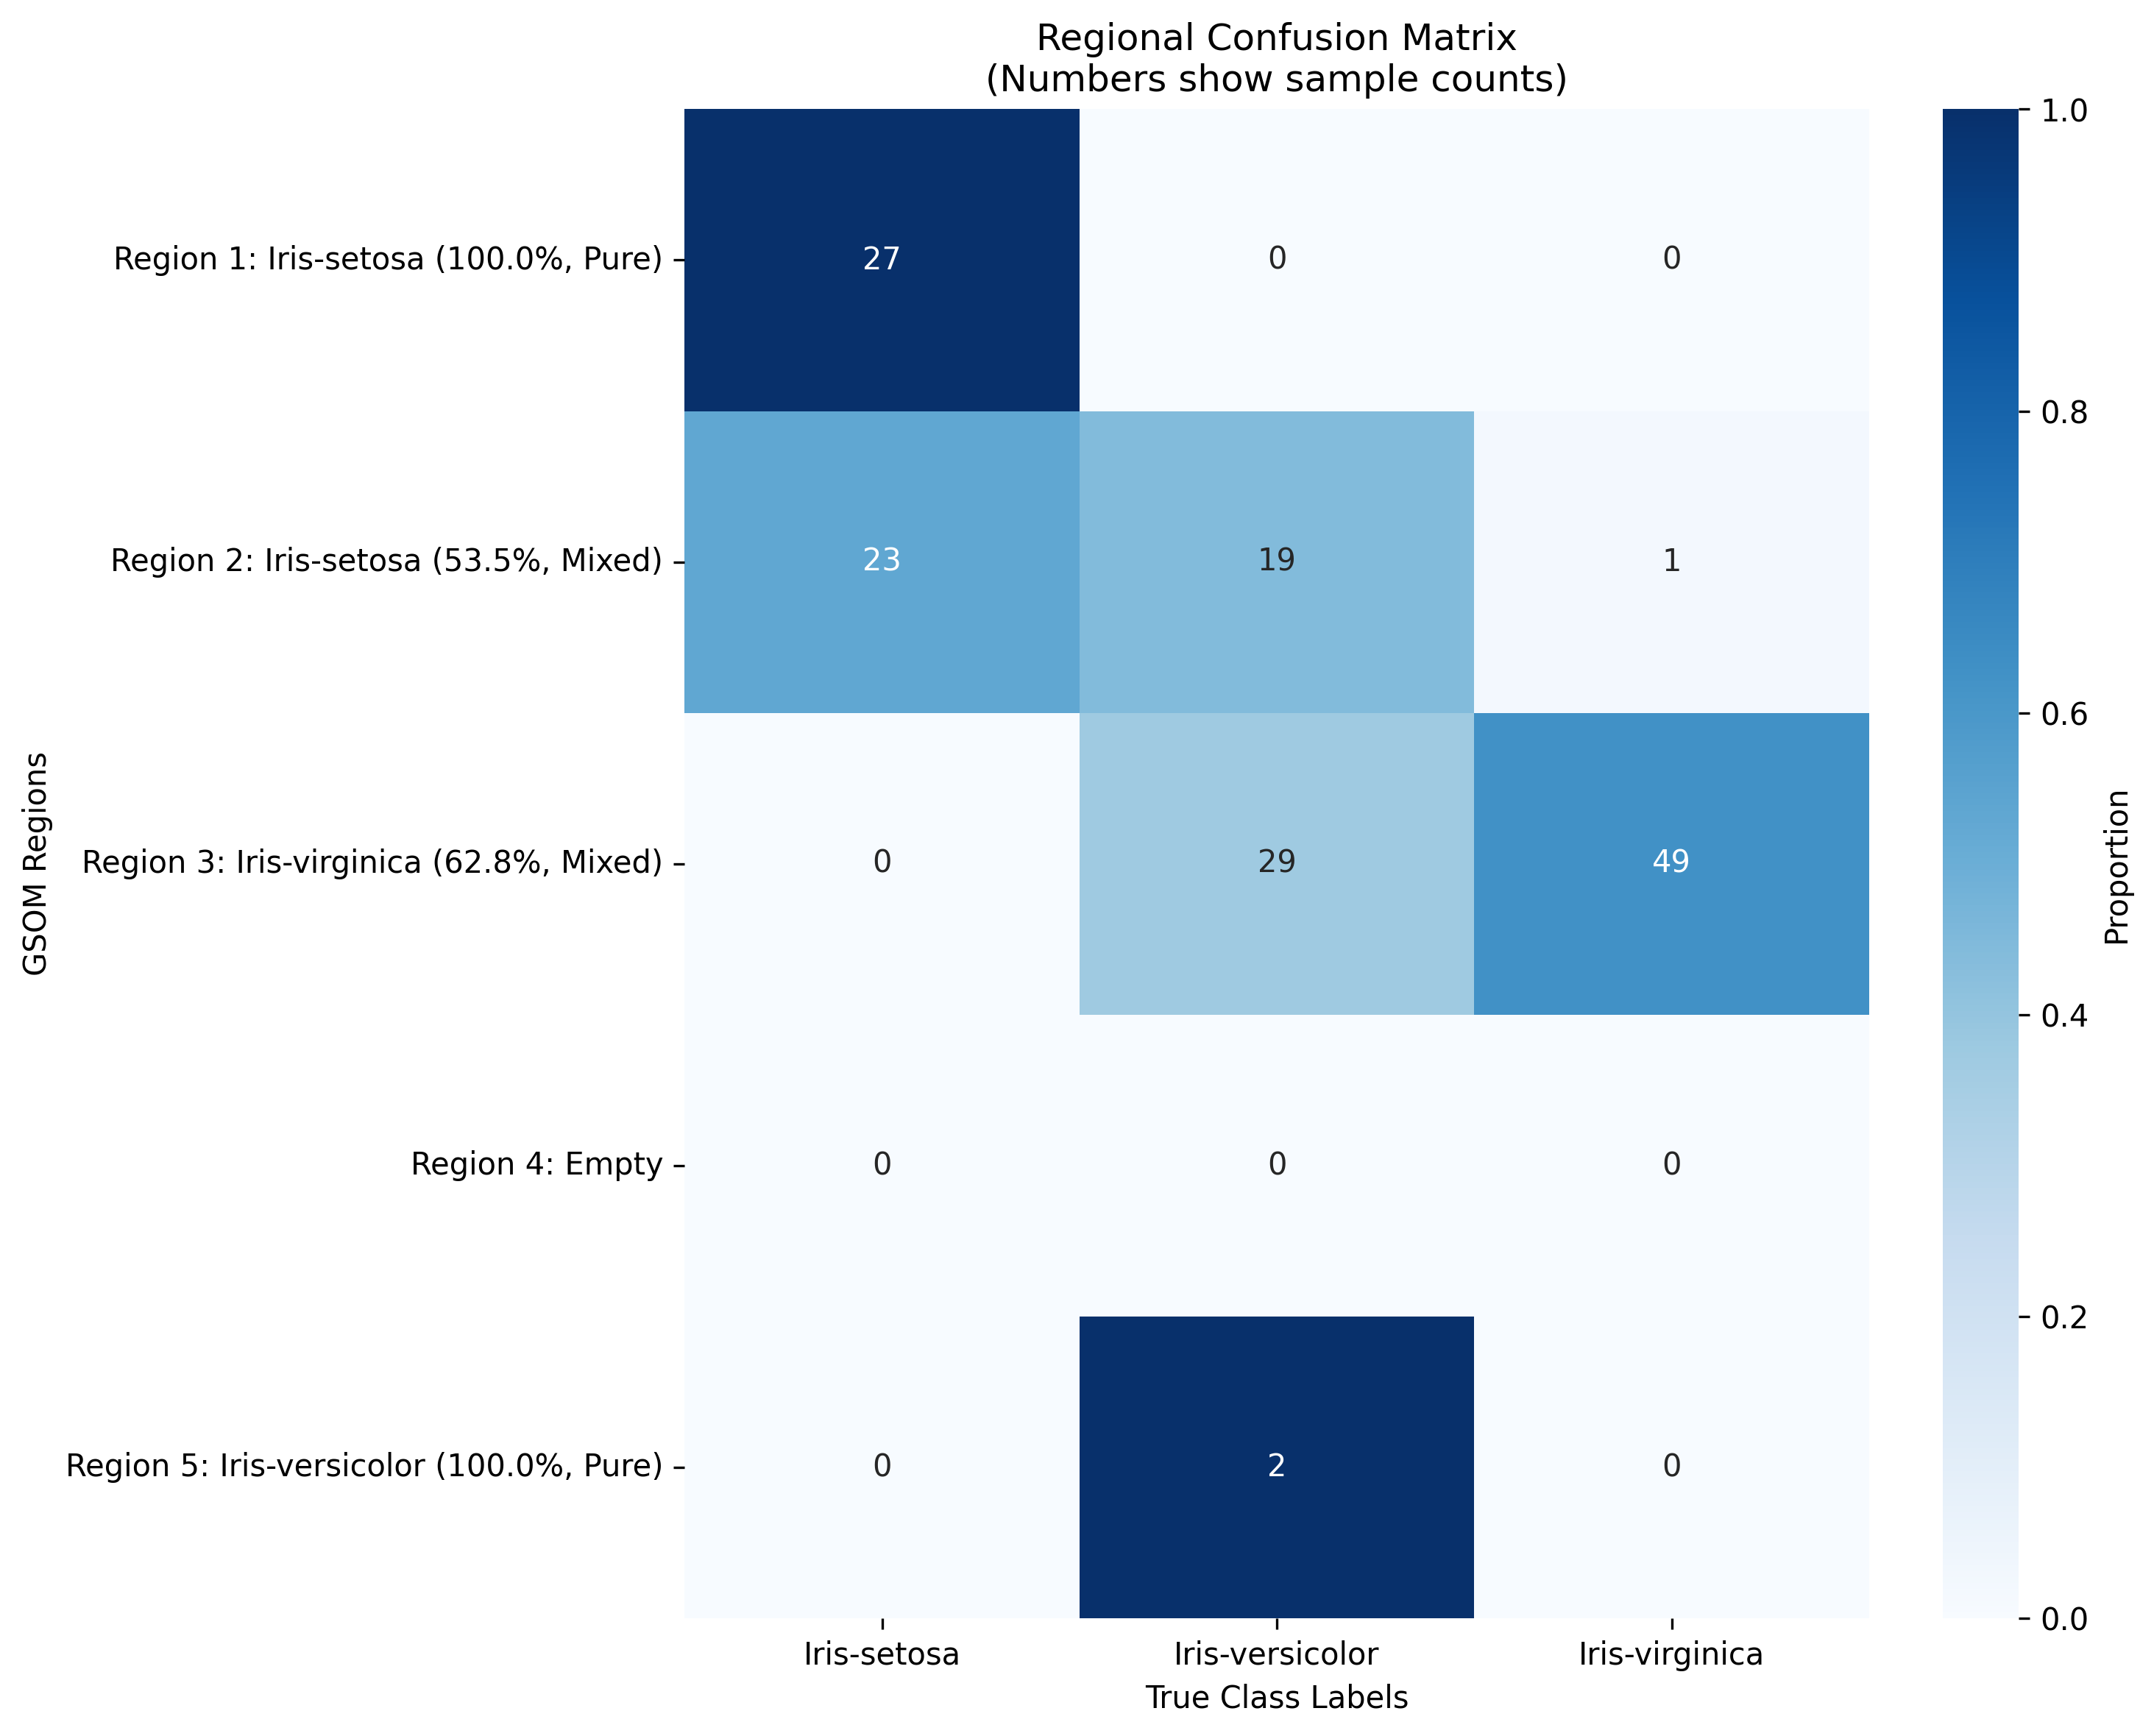 Regional Confusion Matrix
(Numbers show sample counts)
GSOM Regions
Region 1: Iris-setosa (100.0%, Pure)
27 0 0
Region 2: Iris-setosa (53.5%, Mixed)
23 19 1
Region 3: Iris-virginica (62.8%, Mixed)
0 29 49
Region 4: Empty
0 0 0
Region 5: Iris-versicolor (100.0%, Pure)
0 2 0
Iris-setosa Iris-versicolor Iris-virginica
True Class Labels
1.0
0.8
0.6
0.4
0.2
0.0
Proportion